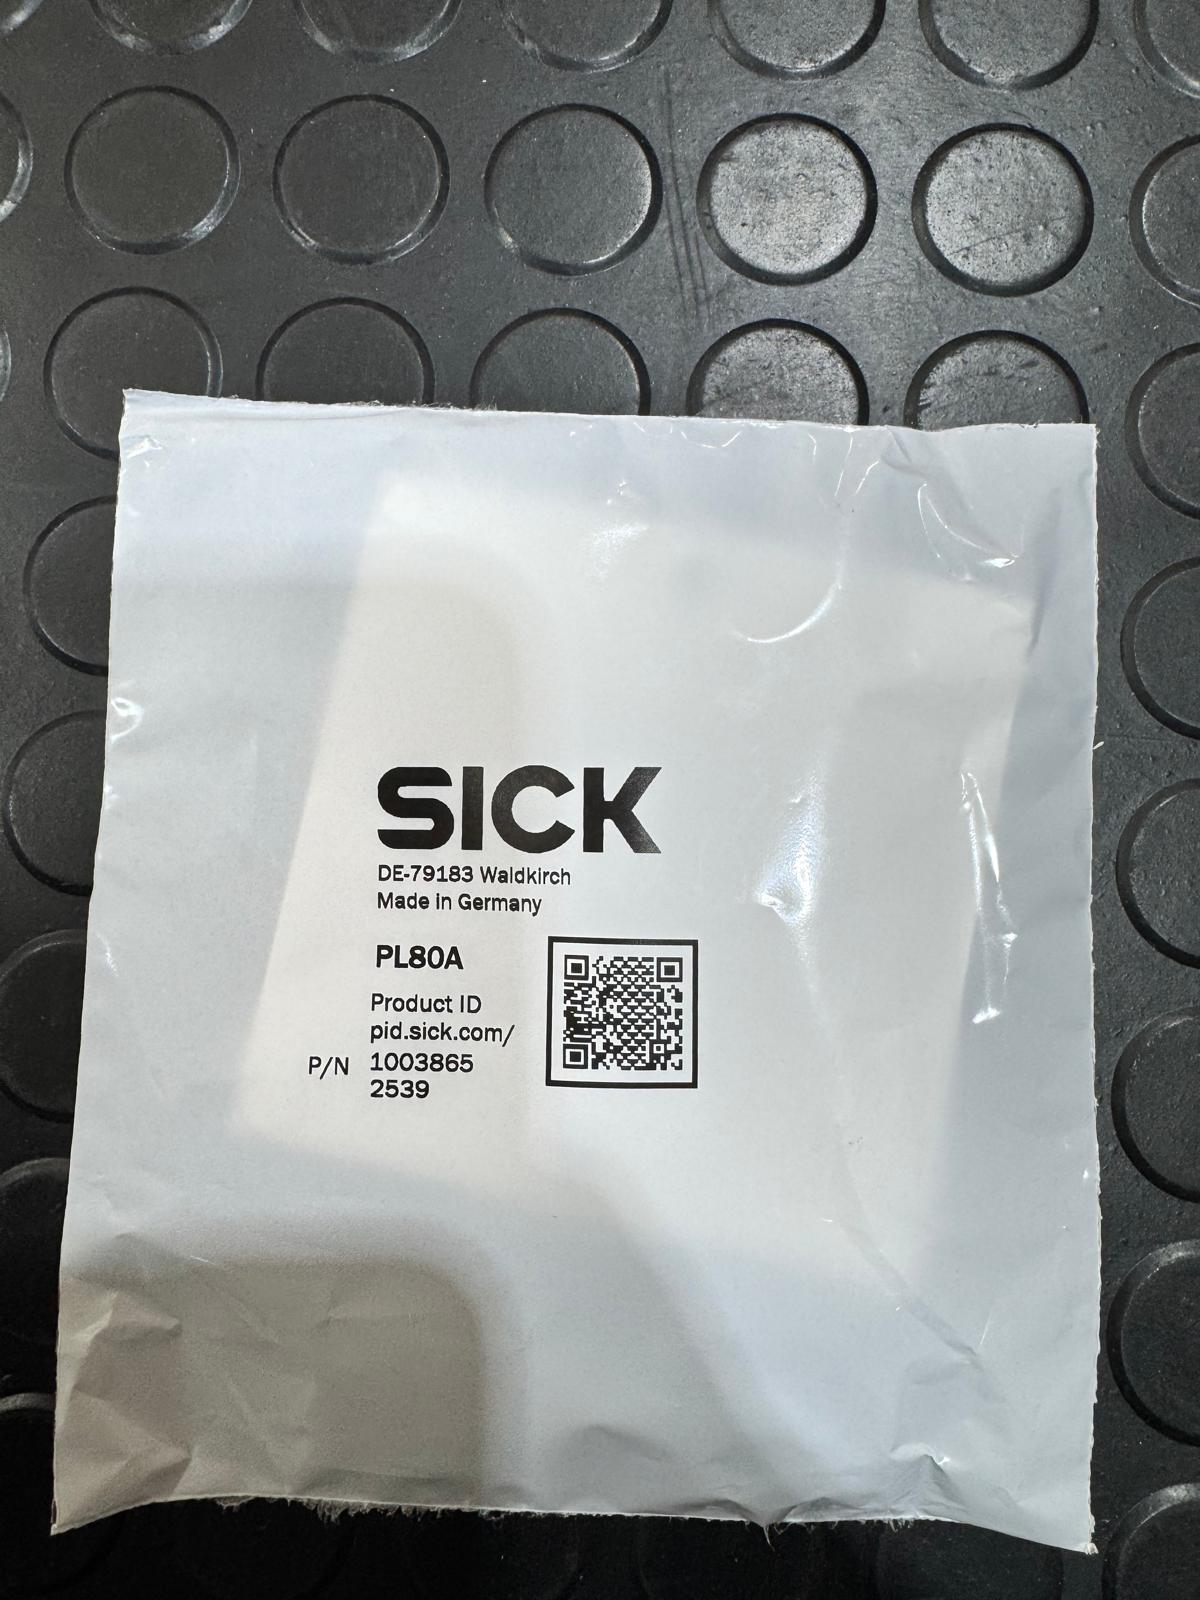 SICK
DE-79183 Waldkirch
Made in Germany
PL80A
Product ID
pid.sick.com/
P/N 1003865
2539